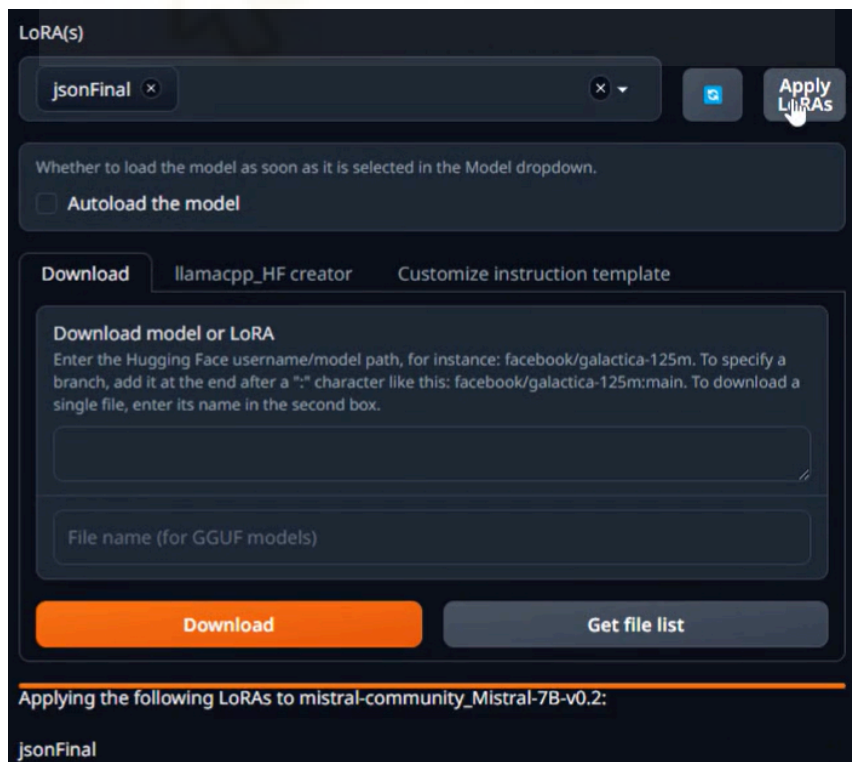 LoRA(s)
jsonFinal
Apply
LoRAs
Whether to load the model as soon as it is selected in the Model dropdown.
Autoload the model
Download llamacpp_HF creator Customize instruction template
Download model or LoRA
Enter the Hugging Face username/model path, for instance: facebook/galactica-125m. To specify a
branch, add it at the end after a ":" character like this: facebook/galactica-125m:main. To download a
single file, enter its name in the second box.
File name (for GGUF models)
Download Get file list
Applying the following LoRAs to mistral-community_Mistral-7B-v0.2:
jsonFinal